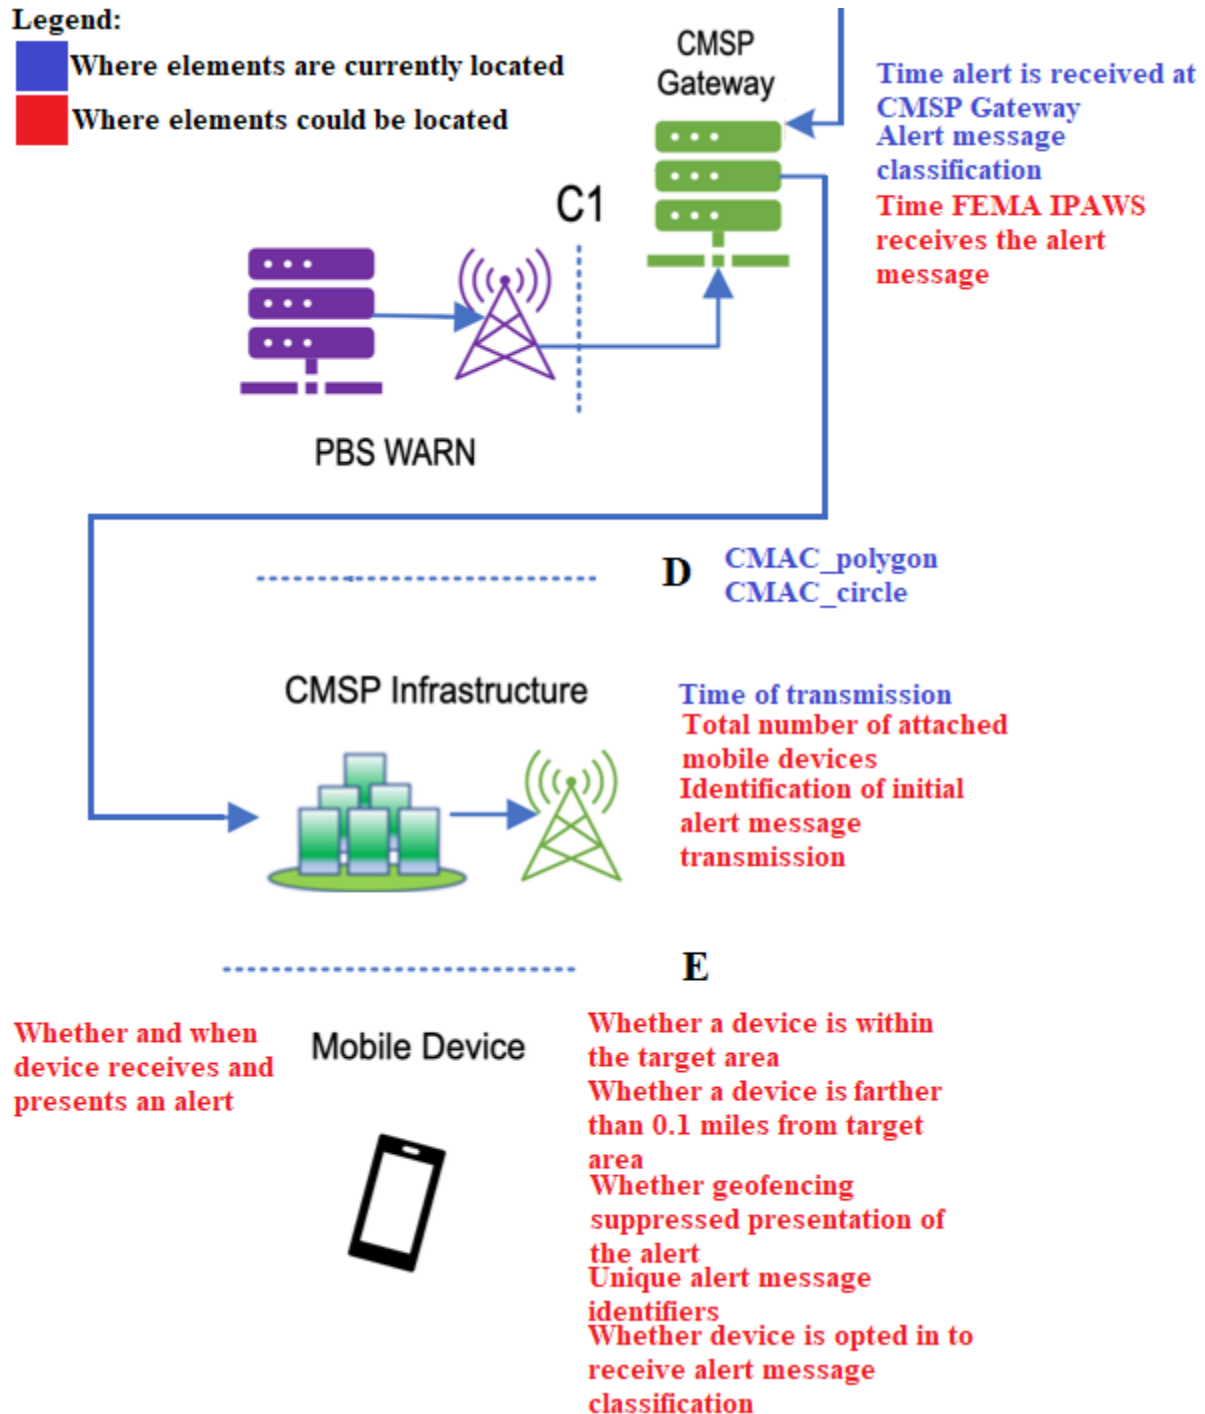 Legend:
Where elements are currently located
Where elements could be located
CMSP
Gateway
Time alert is received at
CMSP Gateway
Alert message
classification
Time FEMA IPAWS
receives the alert
message
C1
PBS WARN
D
CMAC_polygon
CMAC_circle
CMSP Infrastructure
Time of transmission
Total number of attached
mobile devices
Identification of initial
alert message
transmission
E
Whether and when
device receives and
presents an alert
Mobile Device
Whether a device is within
the target area
Whether a device is farther
than 0.1 miles from target
area
Whether geofencing
suppressed presentation of
the alert
Unique alert message
identifiers
Whether device is opted in to
receive alert message
classification